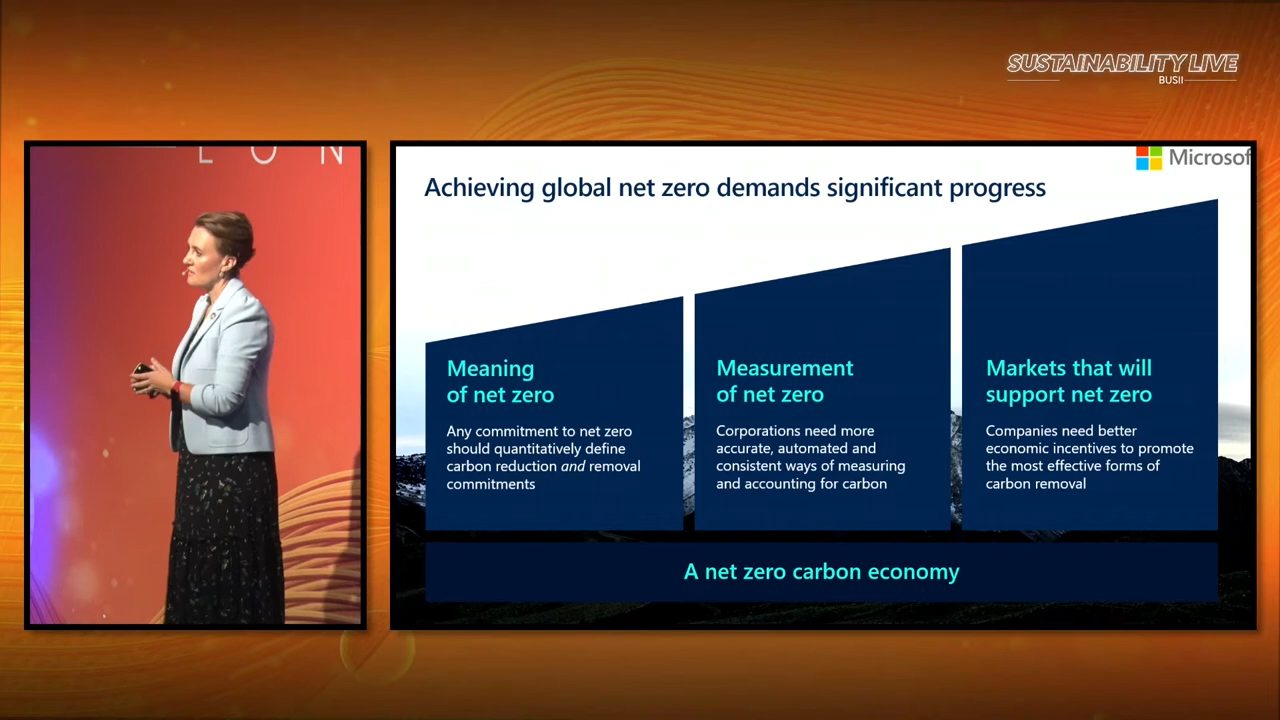 SUSTAINABILITY LIVE
BUSII
L O N
Microsof
Achieving global net zero demands significant progress
Meaning
of net zero
Any commitment to net zero
should quantitatively define
carbon reduction and removal
commitments
Measurement
of net zero
Corporations need more
accurate, automated and
consistent ways of measuring
and accounting for carbon
Markets that will
support net zero
Companies need better
economic incentives to promote
the most effective forms of
carbon removal
A net zero carbon economy